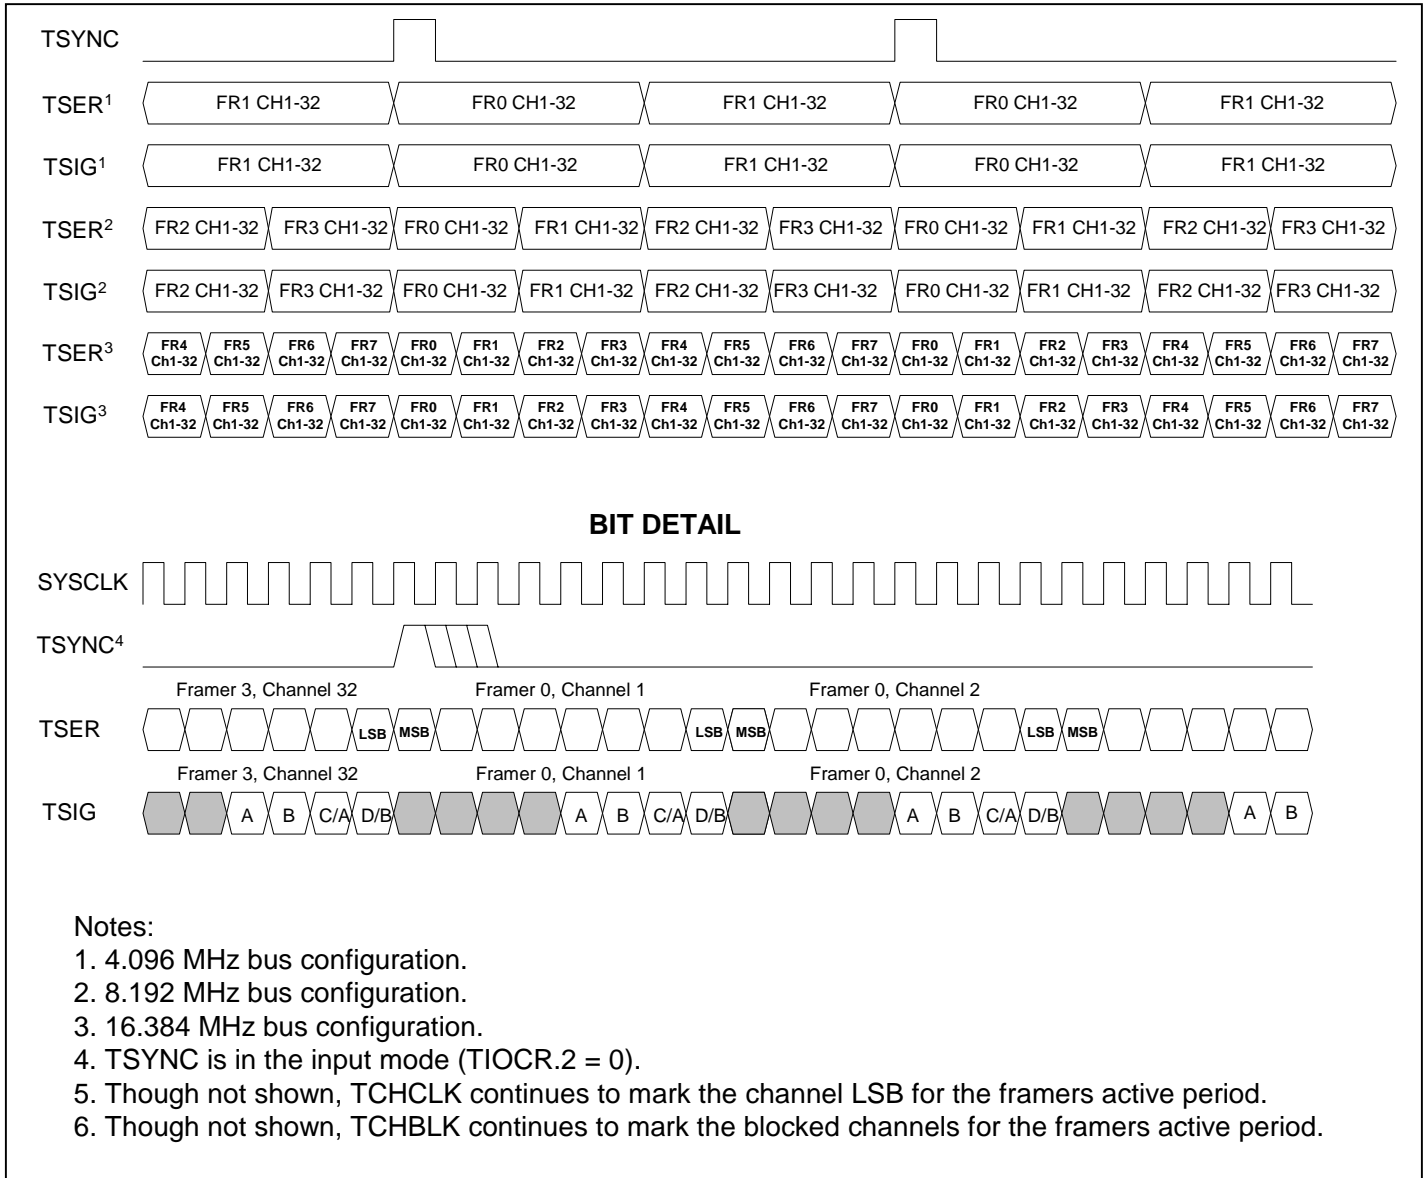 TSYNC
TSER1 FR1 CH1-32 FR0 CH1-32 FR1 CH1-32 FR0 CH1-32 FR1 CH1-32
TSIG1 FR1 CH1-32 FR0 CH1-32 FR1 CH1-32 FR0 CH1-32 FR1 CH1-32
TSER2 FR2 CH1-32 FR3 CH1-32 FR0 CH1-32 FR1 CH1-32 FR2 CH1-32 FR3 CH1-32 FR0 CH1-32 FR1 CH1-32 FR2 CH1-32 FR3 CH1-32
TSIG2 FR2 CH1-32 FR3 CH1-32 FR0 CH1-32 FR1 CH1-32 FR2 CH1-32 FR3 CH1-32 FR0 CH1-32 FR1 CH1-32 FR2 CH1-32 FR3 CH1-32
FR4 FR5 FR6 FR7 FR0 FR1 FR2 FR3 FR4 FR5 FR6 FR7 FR0 FR1 FR2 FR3 FR4 FR5 FR6 FR7
TSER3 Ch1-32 Ch1-32 Ch1-32 Ch1-32 Ch1-32 Ch1-32 Ch1-32 Ch1-32 Ch1-32 Ch1-32 Ch1-32 Ch1-32 Ch1-32 Ch1-32 Ch1-32 Ch1-32 Ch1-32 Ch1-32 Ch1-32 Ch1-32
FR4 FR5 FR6 FR7 FR0 FR1 FR2 FR3 FR4 FR5 FR6 FR7 FR0 FR1 FR2 FR3 FR4 FR5 FR6 FR7
TSIG3 Ch1-32 Ch1-32 Ch1-32 Ch1-32 Ch1-32 Ch1-32 Ch1-32 Ch1-32 Ch1-32 Ch1-32 Ch1-32 Ch1-32 Ch1-32 Ch1-32 Ch1-32 Ch1-32 Ch1-32 Ch1-32 Ch1-32 Ch1-32
BIT DETAIL
SYSCLK
TSYNC4
Framer 3, Channel 32 Framer 0, Channel 1 Framer 0, Channel 2
TSER LSB MSB LSB MSB LSB MSB
Framer 3, Channel 32 Framer 0, Channel 1 Framer 0, Channel 2
TSIG A B C/A D/B A B C/A D/B A B C/A D/B A B
Notes:
1. 4.096 MHz bus configuration.
2. 8.192 MHz bus configuration.
3. 16.384 MHz bus configuration.
4. TSYNC is in the input mode (TIOCR.2 = 0).
5. Though not shown, TCHCLK continues to mark the channel LSB for the framers active period.
6. Though not shown, TCHBLK continues to mark the blocked channels for the framers active period.